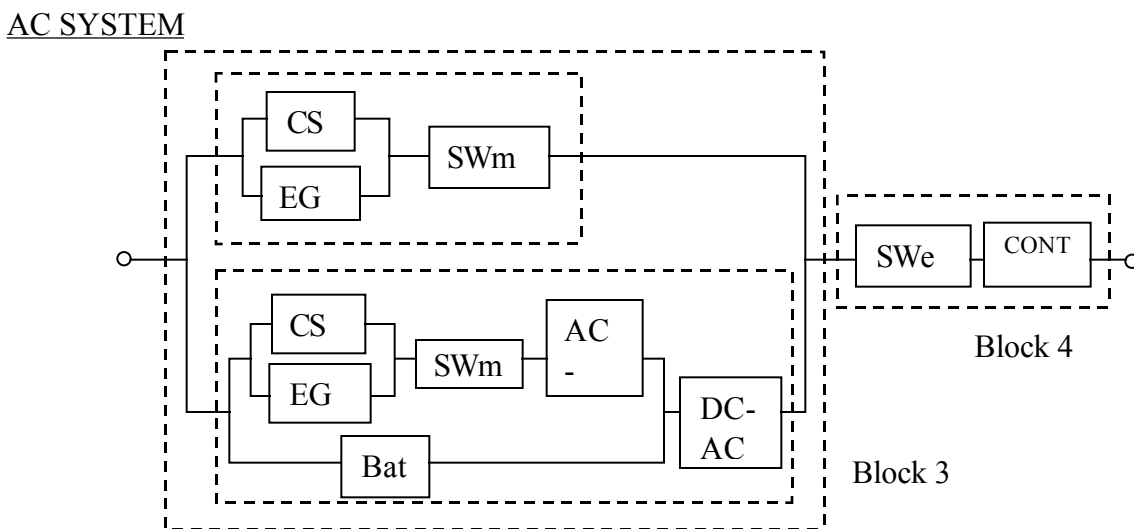 AC SYSTEM
CS
SWm
EG
SWe
CONT
CS
AC
-
SWm
EG
DC-
AC
Bat
Block 4
Block 3